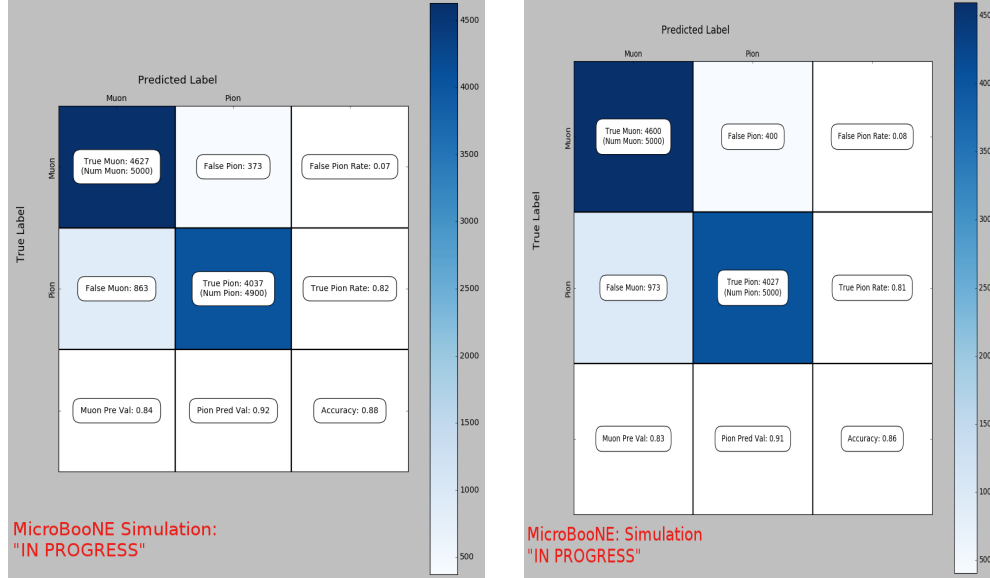 Predicted Label
Muon Pion
True Label
Muon
True Muon: 4627
(Num Muon: 5000)
False Pion: 373
False Pion Rate: 0.07
Pion
False Muon: 863
True Pion: 4037
(Num Pion: 4900)
True Pion Rate: 0.82
Muon Pre Val: 0.84
Pion Pred Val: 0.92
Accuracy: 0.88
4500
4000
3500
3000
2500
2000
1500
1000
500
MicroBooNE Simulation:
"IN PROGRESS"
Predicted Label
Muon Pion
True Label
Muon
True Muon: 4600
(Num Muon: 5000)
False Pion: 400
False Pion Rate: 0.08
Pion
False Muon: 973
True Pion: 4027
(Num Pion: 5000)
True Pion Rate: 0.81
Muon Pre Val: 0.83
Pion Pred Val: 0.91
Accuracy: 0.86
MicroBooNE: Simulation
"IN PROGRESS"